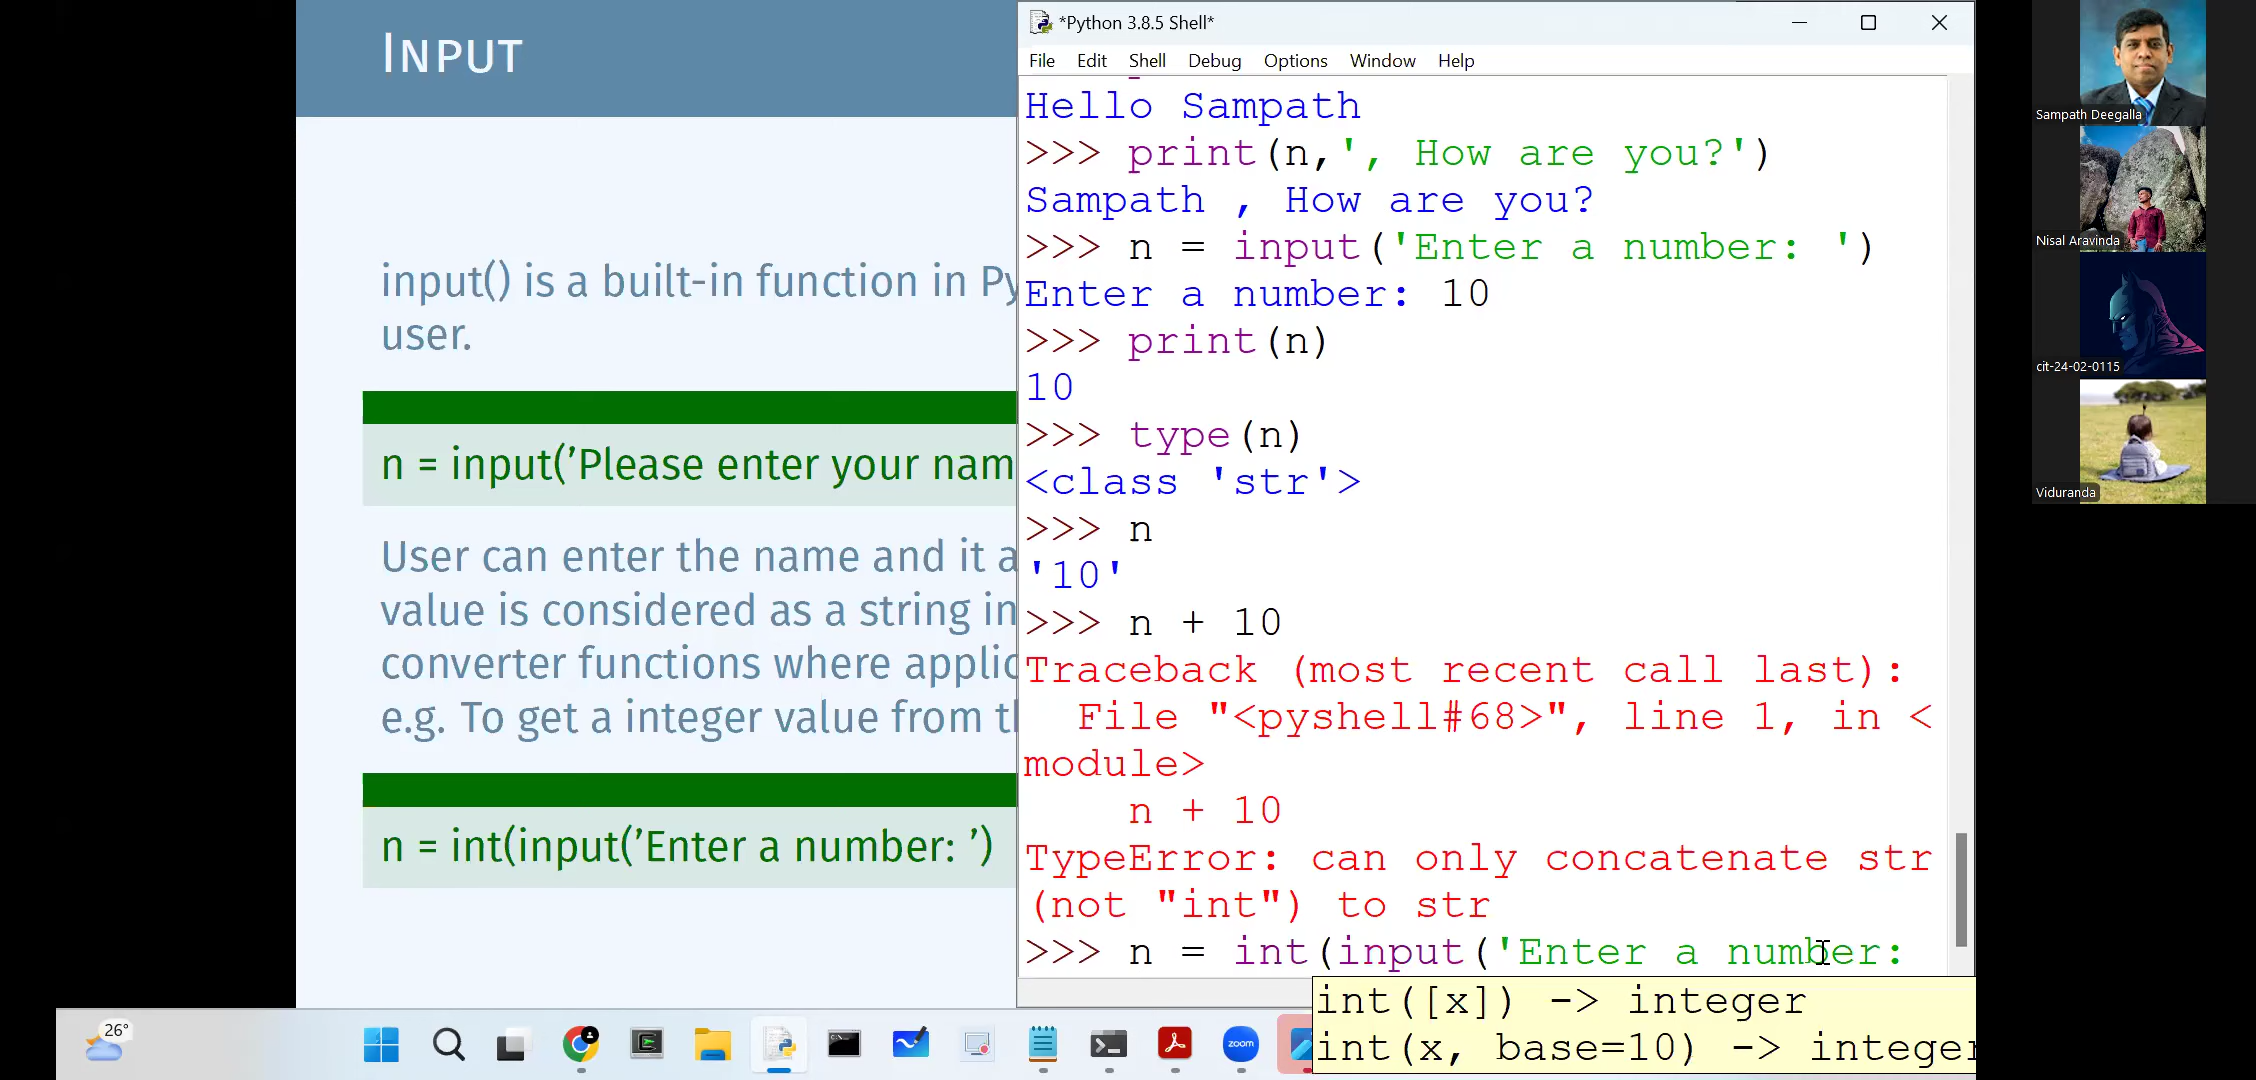 INPUT
input() is a built-in function in Py
user.
n = input('Please enter your nam
User can enter the name and it a
value is considered as a string in
converter functions where applic
e.g. To get a integer value from th
n = int(input('Enter a number: ')
*Python 3.8.5 Shell*
File Edit Shell Debug Options Window Help
Hello Sampath
>>> print(n,', How are you?')
Sampath , How are you?
>>> n = input('Enter a number: ')
Enter a number: 10
>>> print(n)
10
>>> type(n)
<class 'str'>
>>> n
'10'
>>> n + 10
Traceback (most recent call last):
  File "<pyshell#68>", line 1, in <
module>
    n + 10
TypeError: can only concatenate str
(not "int") to str
>>> n = int(input('Enter a number:
int([x]) -> integer
int(x, base=10) -> integer
Sampath Deegalla
Nisal Aravinda
cit-24-02-0115
Viduranda
26°
zoom